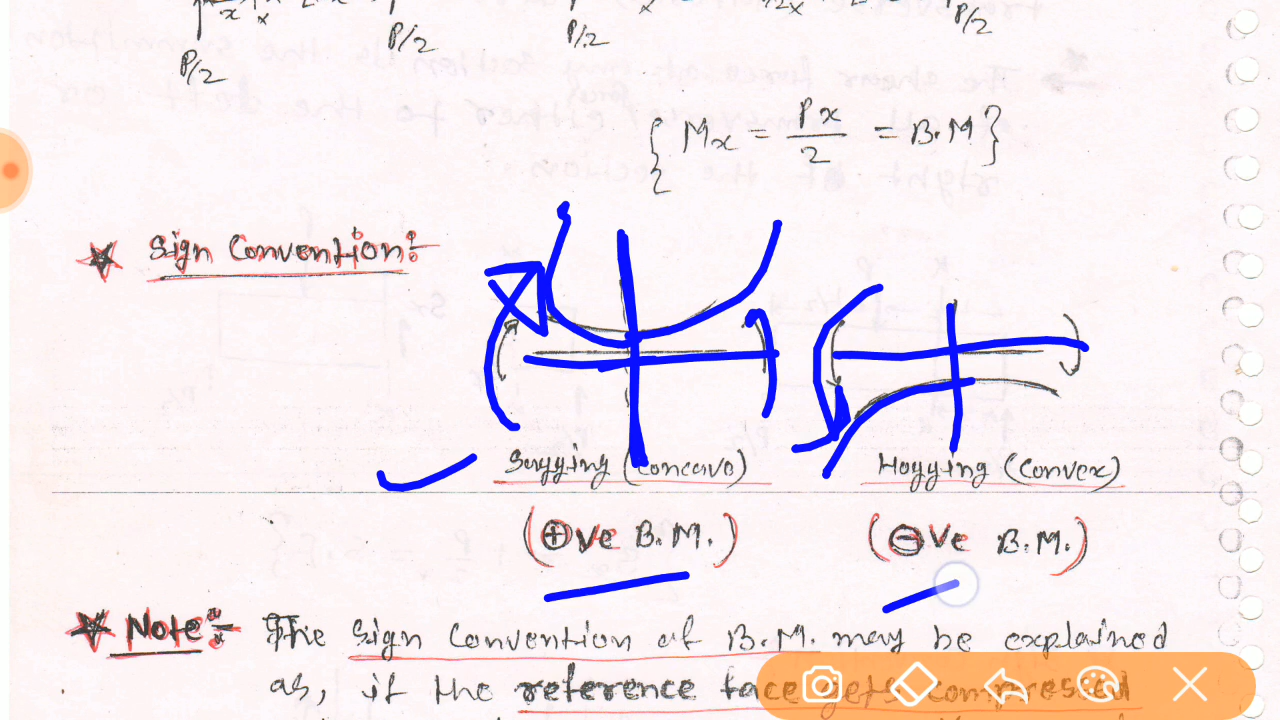 P/2 P/2 P/2 P/2
{ Mx = Px/2 = B.M }
Sign Convention:-
Sagging (Concave) Hogging (Convex)
(⊕ve B.M.) (⊖ve B.M.)
Note:- The Sign Convention of B.M. may be explained
as, if the reference face gets compressed